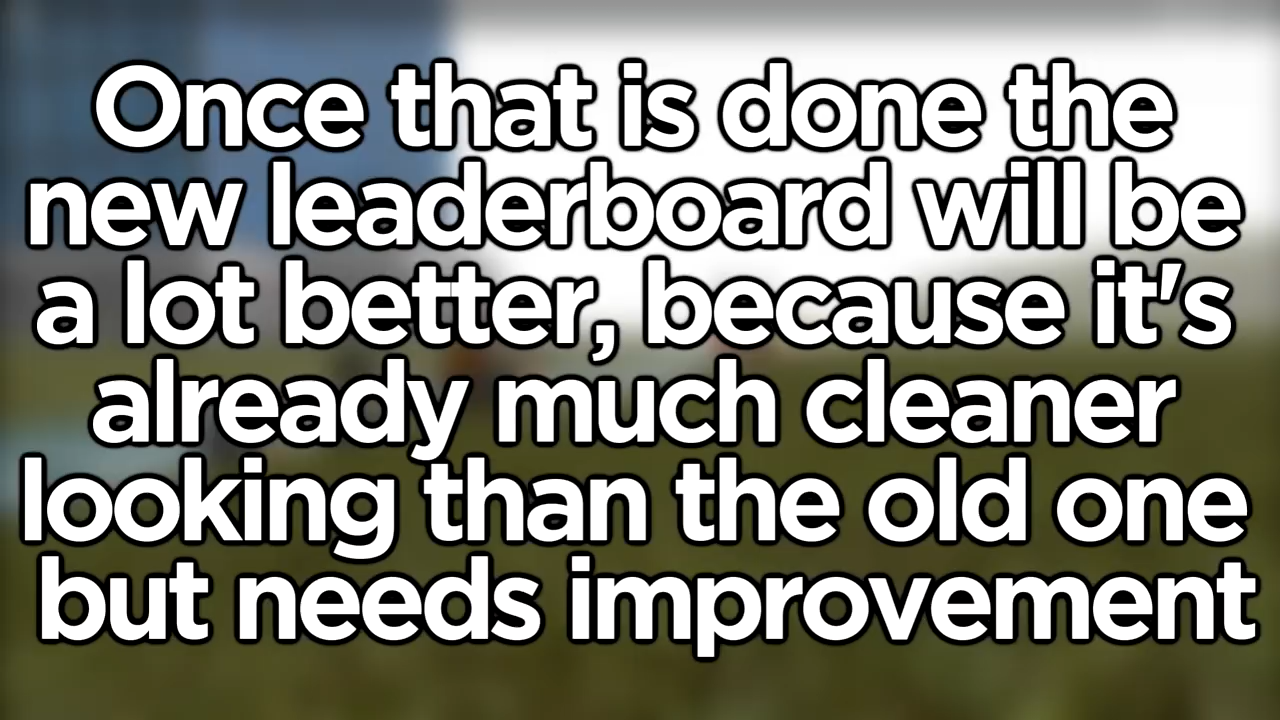 Once that is done the
new leaderboard will be
a lot better, because it's
already much cleaner
looking than the old one
but needs improvement